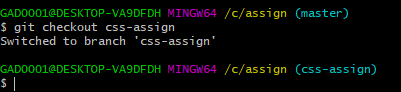 GAD0001@DESKTOP-VA9DFDH MINGW64 /c/assign (master)
$ git checkout css-assign
Switched to branch 'css-assign'
GAD0001@DESKTOP-VA9DFDH MINGW64 /c/assign (css-assign)
$